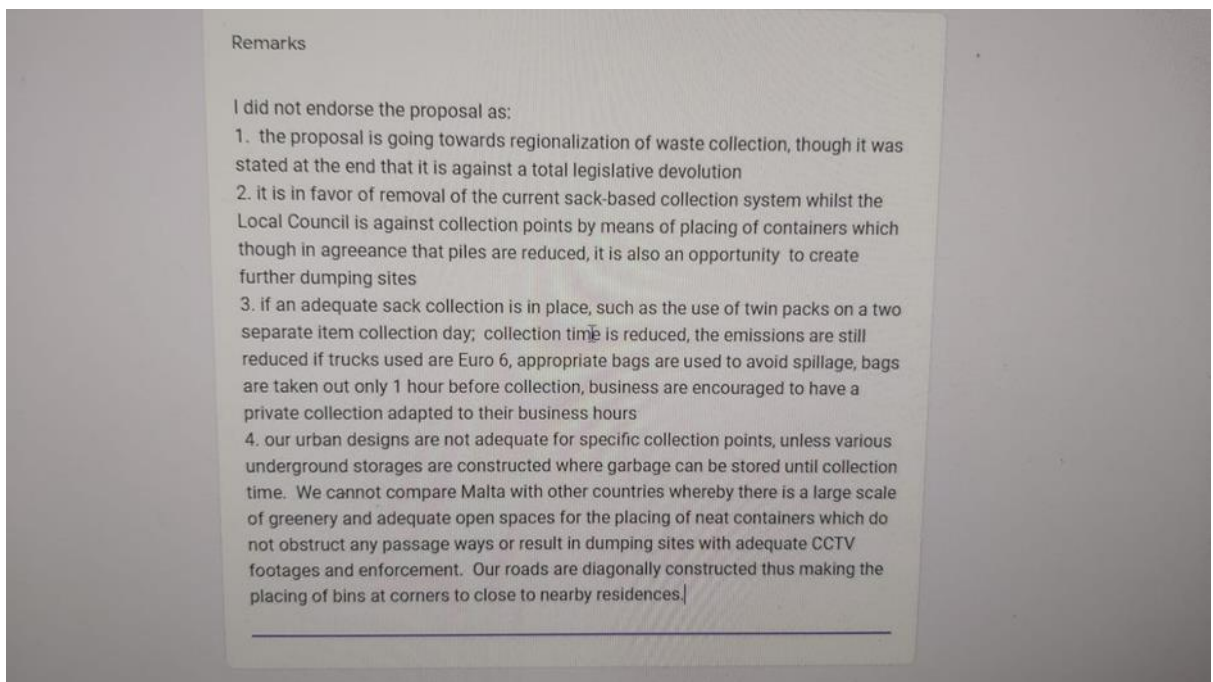 Remarks
I did not endorse the proposal as:
1.  the proposal is going towards regionalization of waste collection, though it was
stated at the end that it is against a total legislative devolution
2. it is in favor of removal of the current sack-based collection system whilst the
Local Council is against collection points by means of placing of containers which
though in agreeance that piles are reduced, it is also an opportunity  to create
further dumping sites
3. if an adequate sack collection is in place, such as the use of twin packs on a two
separate item collection day;  collection time is reduced, the emissions are still
reduced if trucks used are Euro 6, appropriate bags are used to avoid spillage, bags
are taken out only 1 hour before collection, business are encouraged to have a
private collection adapted to their business hours
4. our urban designs are not adequate for specific collection points, unless various
underground storages are constructed where garbage can be stored until collection
time.  We cannot compare Malta with other countries whereby there is a large scale
of greenery and adequate open spaces for the placing of neat containers which do
not obstruct any passage ways or result in dumping sites with adequate CCTV
footages and enforcement.  Our roads are diagonally constructed thus making the
placing of bins at corners to close to nearby residences.